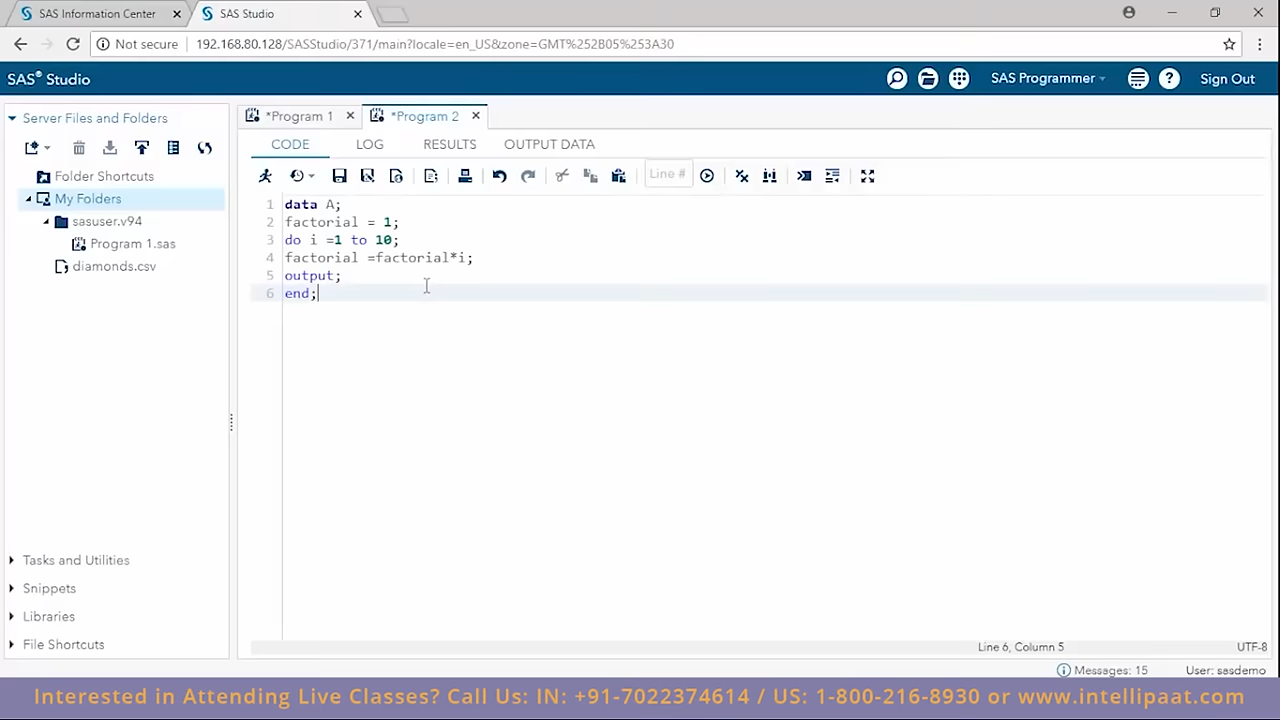 SAS Information Center
SAS Studio
Not secure 192.168.80.128/SASStudio/371/main?locale=en_US&zone=GMT%252B05%253A30
SAS® Studio
SAS Programmer
Sign Out
Server Files and Folders
Folder Shortcuts
My Folders
sasuser.v94
Program 1.sas
diamonds.csv
Tasks and Utilities
Snippets
Libraries
File Shortcuts
*Program 1
*Program 2
CODE LOG RESULTS OUTPUT DATA
Line #
1 data A;
2 factorial = 1;
3 do i =1 to 10;
4 factorial =factorial*i;
5 output;
6 end;
Line 6, Column 5
UTF-8
Messages: 15
User: sasdemo
Interested in Attending Live Classes? Call Us: IN: +91-7022374614 / US: 1-800-216-8930 or www.intellipaat.com